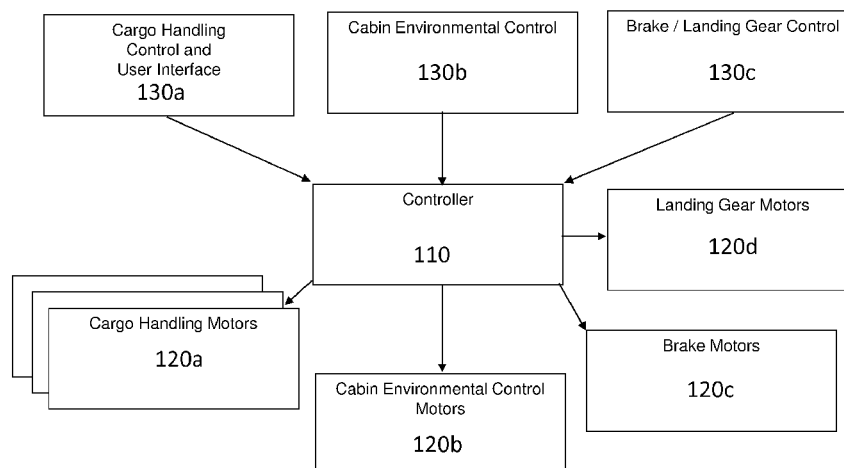 Cargo Handling
Control and
User Interface
130a
Cabin Environmental Control
130b
Brake / Landing Gear Control
130c
Controller
110
Landing Gear Motors
120d
Cargo Handling Motors
120a
Cabin Environmental Control
Motors
120b
Brake Motors
120c